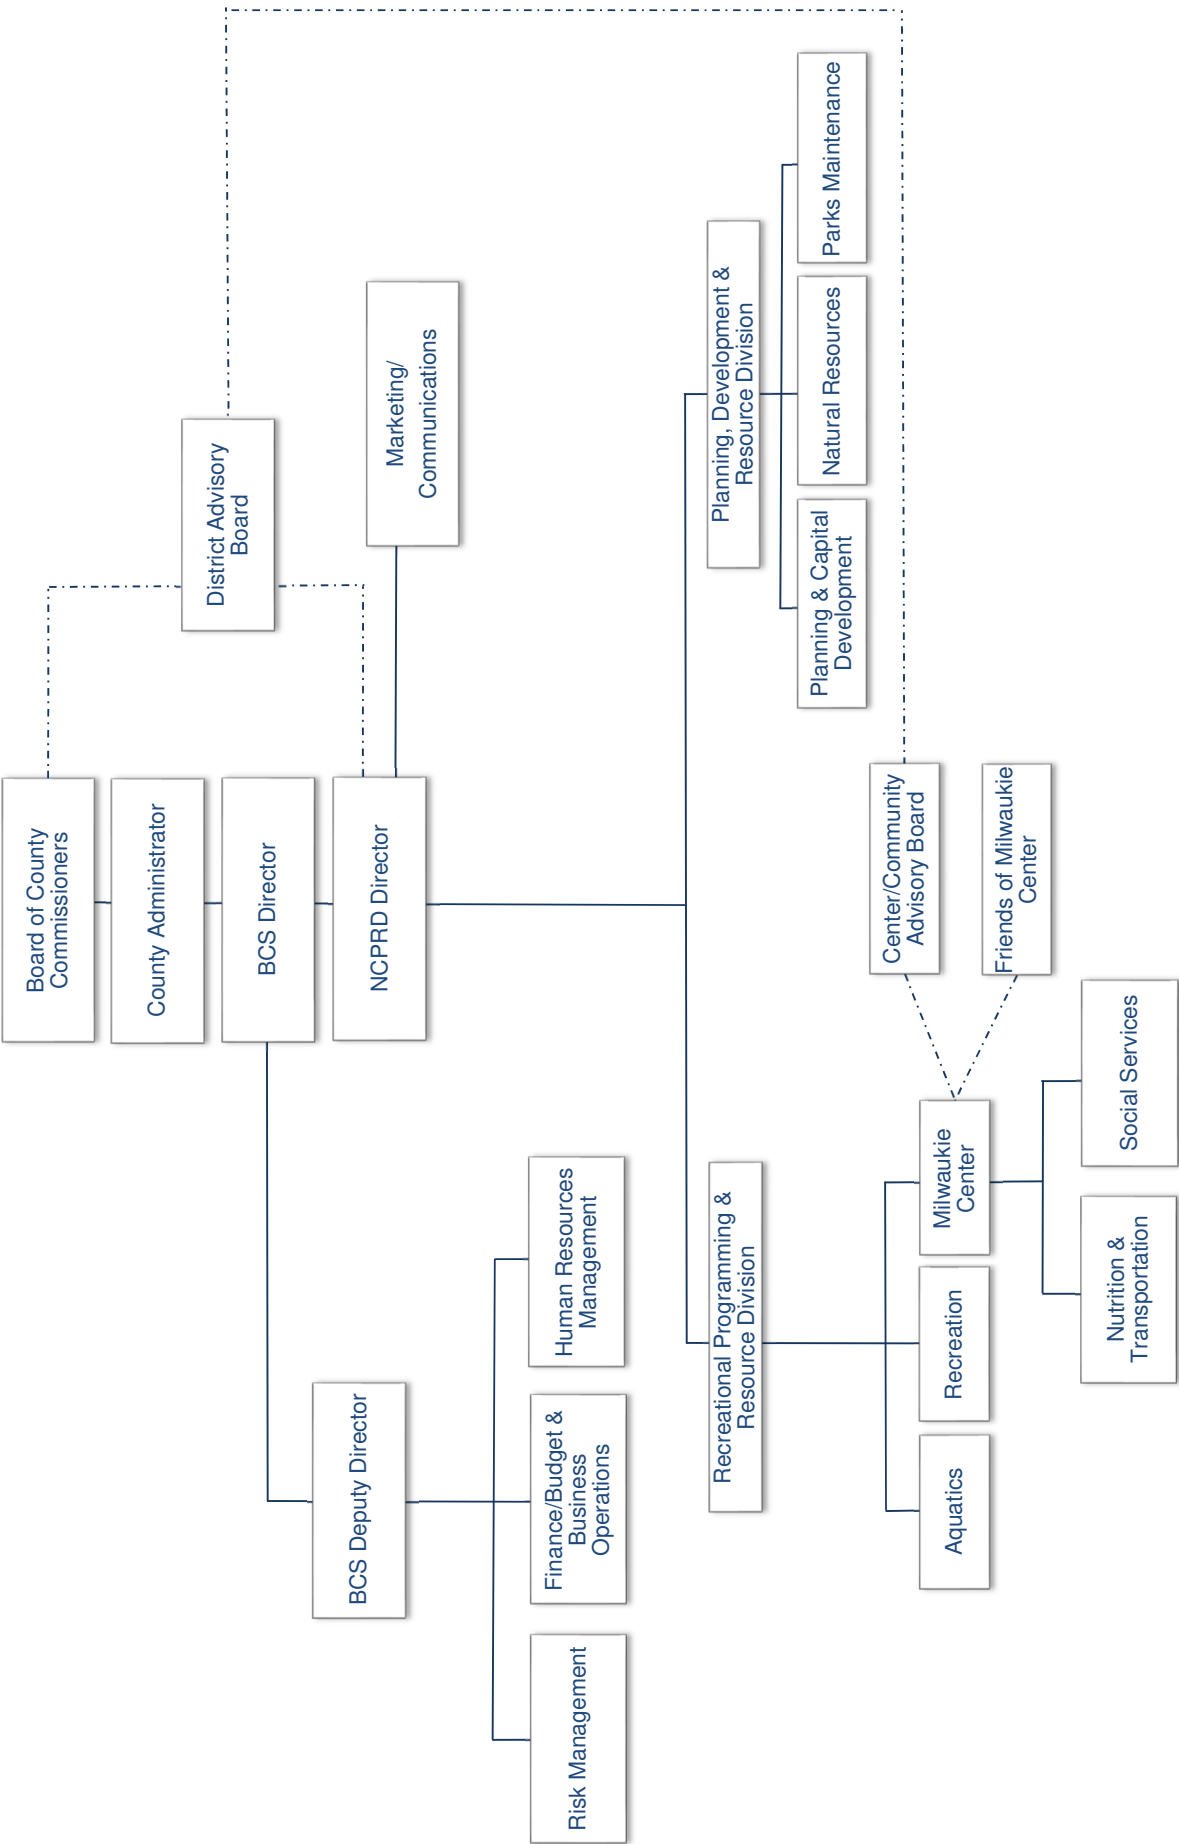 Board of County
Commissioners
County Administrator
District Advisory
Board
BCS Director
BCS Deputy Director
NCPRD Director
Marketing/
Communications
Risk Management
Finance/Budget &
Business
Operations
Human Resources
Management
Recreational Programming &
Resource Division
Planning, Development &
Resource Division
Planning & Capital
Development
Natural Resources
Parks Maintenance
Center/Community
Advisory Board
Aquatics
Recreation
Milwaukie
Center
Friends of Milwaukie
Center
Nutrition &
Transportation
Social Services